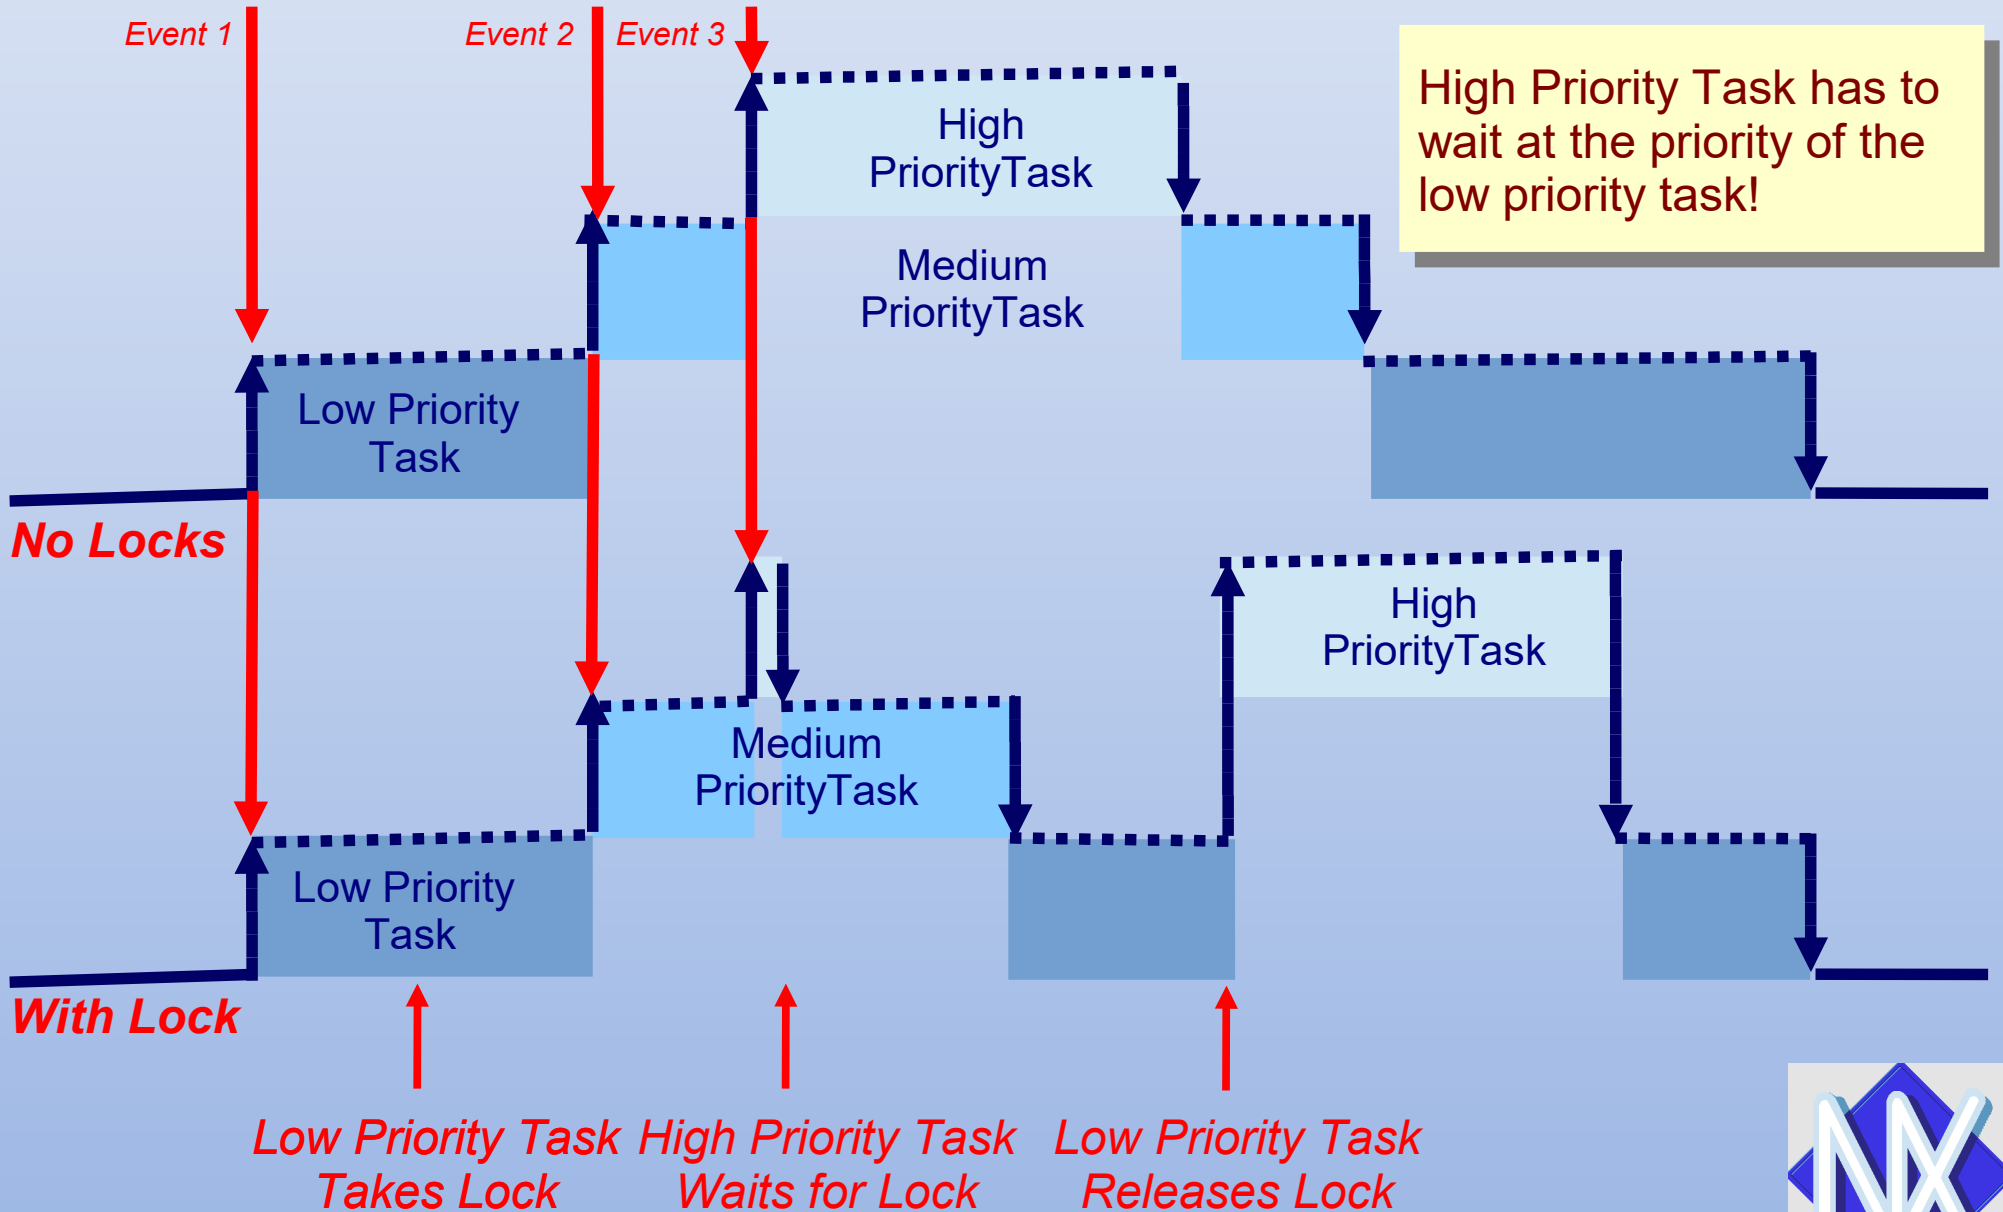 Event 1
Event 2
Event 3
High Priority Task has to
wait at the priority of the
low priority task!
High
PriorityTask
Medium
PriorityTask
Low Priority
Task
No Locks
High
PriorityTask
Medium
PriorityTask
Low Priority
Task
With Lock
Low Priority Task
Takes Lock
High Priority Task
Waits for Lock
Low Priority Task
Releases Lock
NX